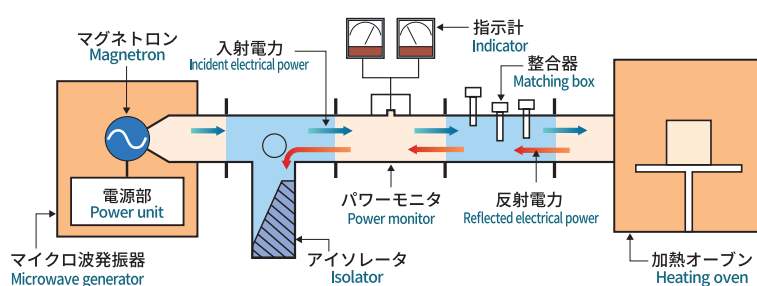 マグネトロン
Magnetron
入射電力
Incident electrical power
指示計
Indicator
整合器
Matching box
電源部
Power unit
パワーモニタ
Power monitor
反射電力
Reflected electrical power
マイクロ波発振器
Microwave generator
アイソレータ
Isolator
加熱オーブン
Heating oven